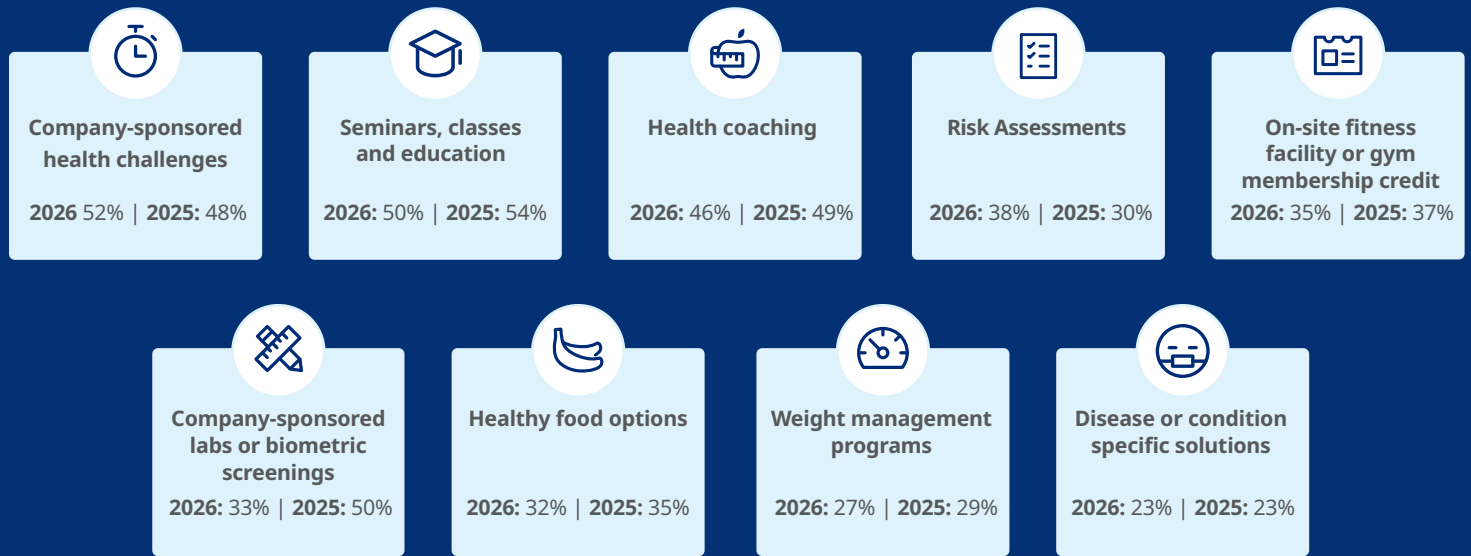 Company-sponsored
health challenges
2026 52% | 2025: 48%
Seminars, classes
and education
2026: 50% | 2025: 54%
Health coaching
2026: 46% | 2025: 49%
Risk Assessments
2026: 38% | 2025: 30%
On-site fitness
facility or gym
membership credit
2026: 35% | 2025: 37%
Company-sponsored
labs or biometric
screenings
2026: 33% | 2025: 50%
Healthy food options
2026: 32% | 2025: 35%
Weight management
programs
2026: 27% | 2025: 29%
Disease or condition
specific solutions
2026: 23% | 2025: 23%